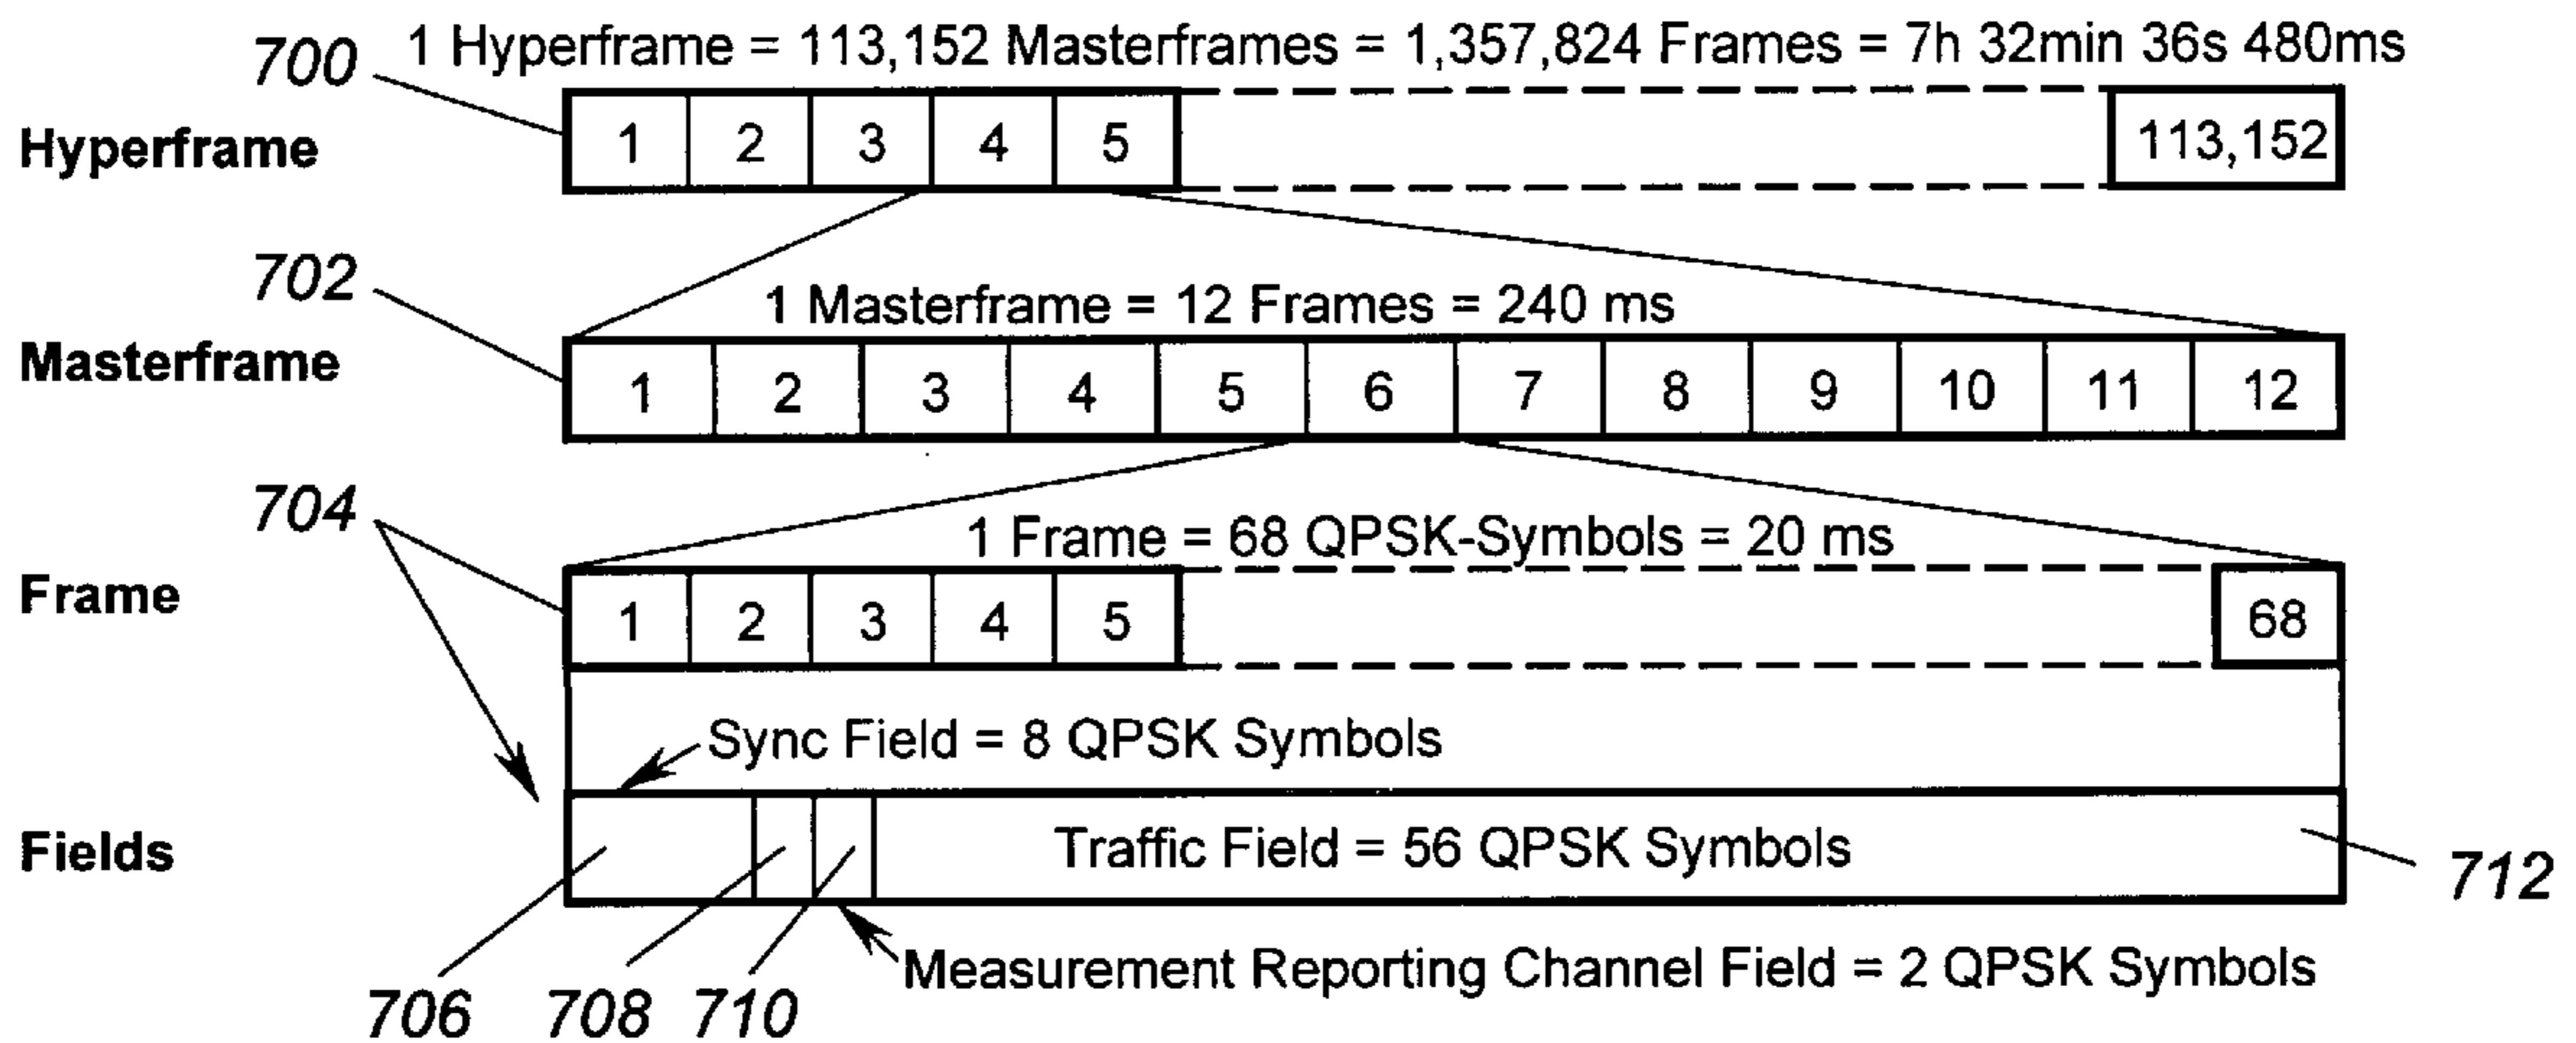 700 1 Hyperframe = 113,152 Masterframes = 1,357,824 Frames = 7h 32min 36s 480ms
Hyperframe 1 2 3 4 5 113,152
702 1 Masterframe = 12 Frames = 240 ms
Masterframe 1 2 3 4 5 6 7 8 9 10 11 12
704 1 Frame = 68 QPSK-Symbols = 20 ms
Frame 1 2 3 4 5 68
Sync Field = 8 QPSK Symbols
Fields Traffic Field = 56 QPSK Symbols 712
Measurement Reporting Channel Field = 2 QPSK Symbols
706 708 710